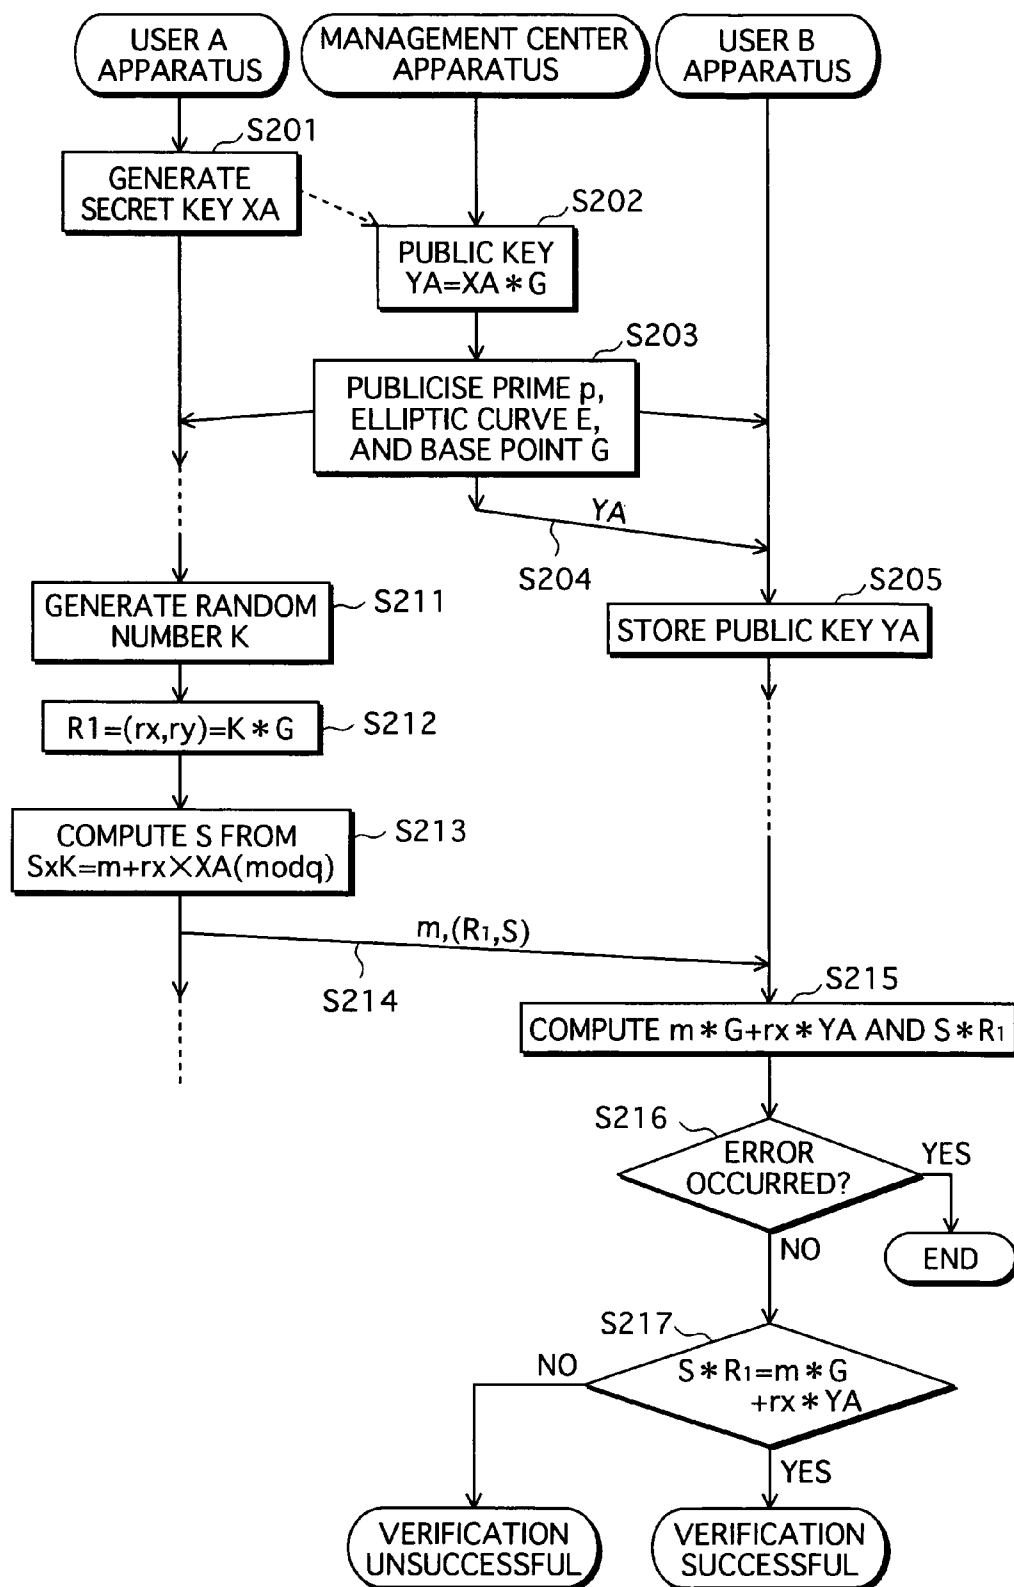 USER A
APPARATUS
MANAGEMENT CENTER
APPARATUS
USER B
APPARATUS
S201
GENERATE
SECRET KEY XA
S202
PUBLIC KEY
YA=XA*G
S203
PUBLICISE PRIME p,
ELLIPTIC CURVE E,
AND BASE POINT G
YA
S204
S205
STORE PUBLIC KEY YA
S211
GENERATE RANDOM
NUMBER K
S212
R1=(rx,ry)=K*G
S213
COMPUTE S FROM
SxK=m+rx×XA(modq)
m,(R1,S)
S214
S215
COMPUTE m*G+rx*YA AND S*R1
S216
ERROR
OCCURRED?
YES
END
NO
S217
S*R1=m*G
+rx*YA
NO
YES
VERIFICATION
UNSUCCESSFUL
VERIFICATION
SUCCESSFUL